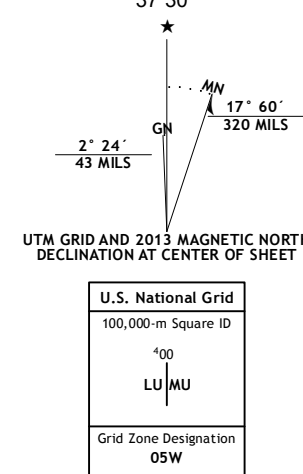 37'30"
★
MN
GN
17° 60´
320 MILS
2° 24´
43 MILS
UTM GRID AND 2013 MAGNETIC NORTH
DECLINATION AT CENTER OF SHEET
U.S. National Grid
100,000-m Square ID
⁴00
LU MU
Grid Zone Designation
05W